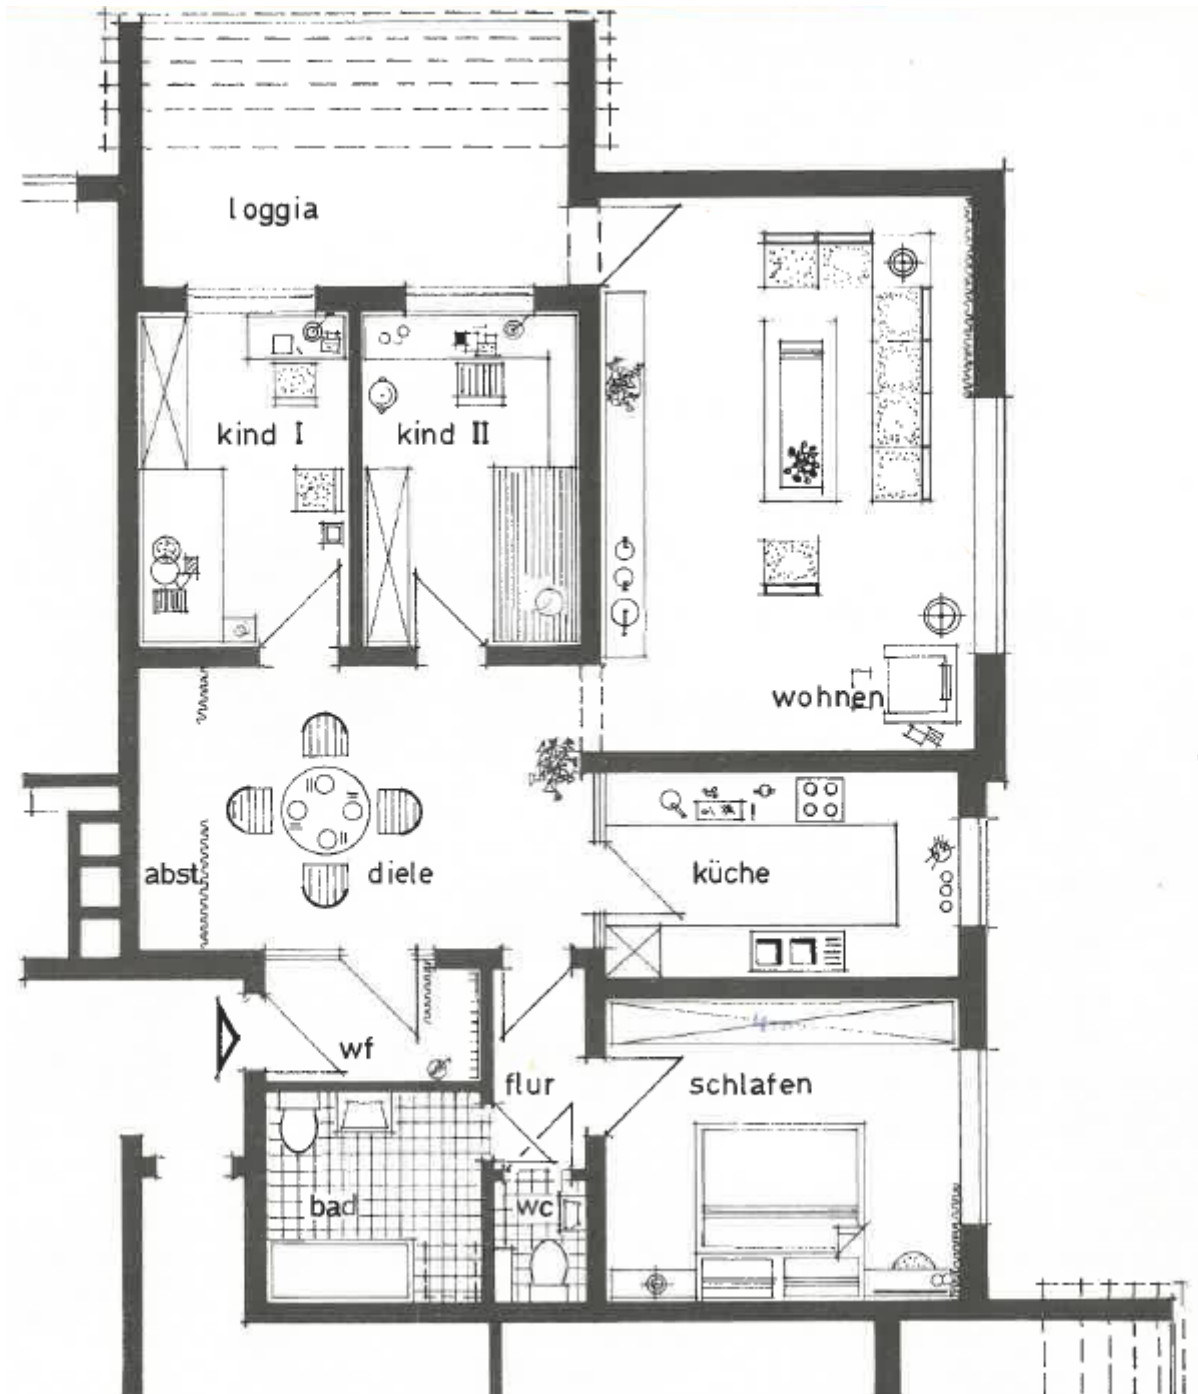 loggia
kind I
kind II
wohnen
abst.
diele
küche
wf
flur
schlafen
bad
wc